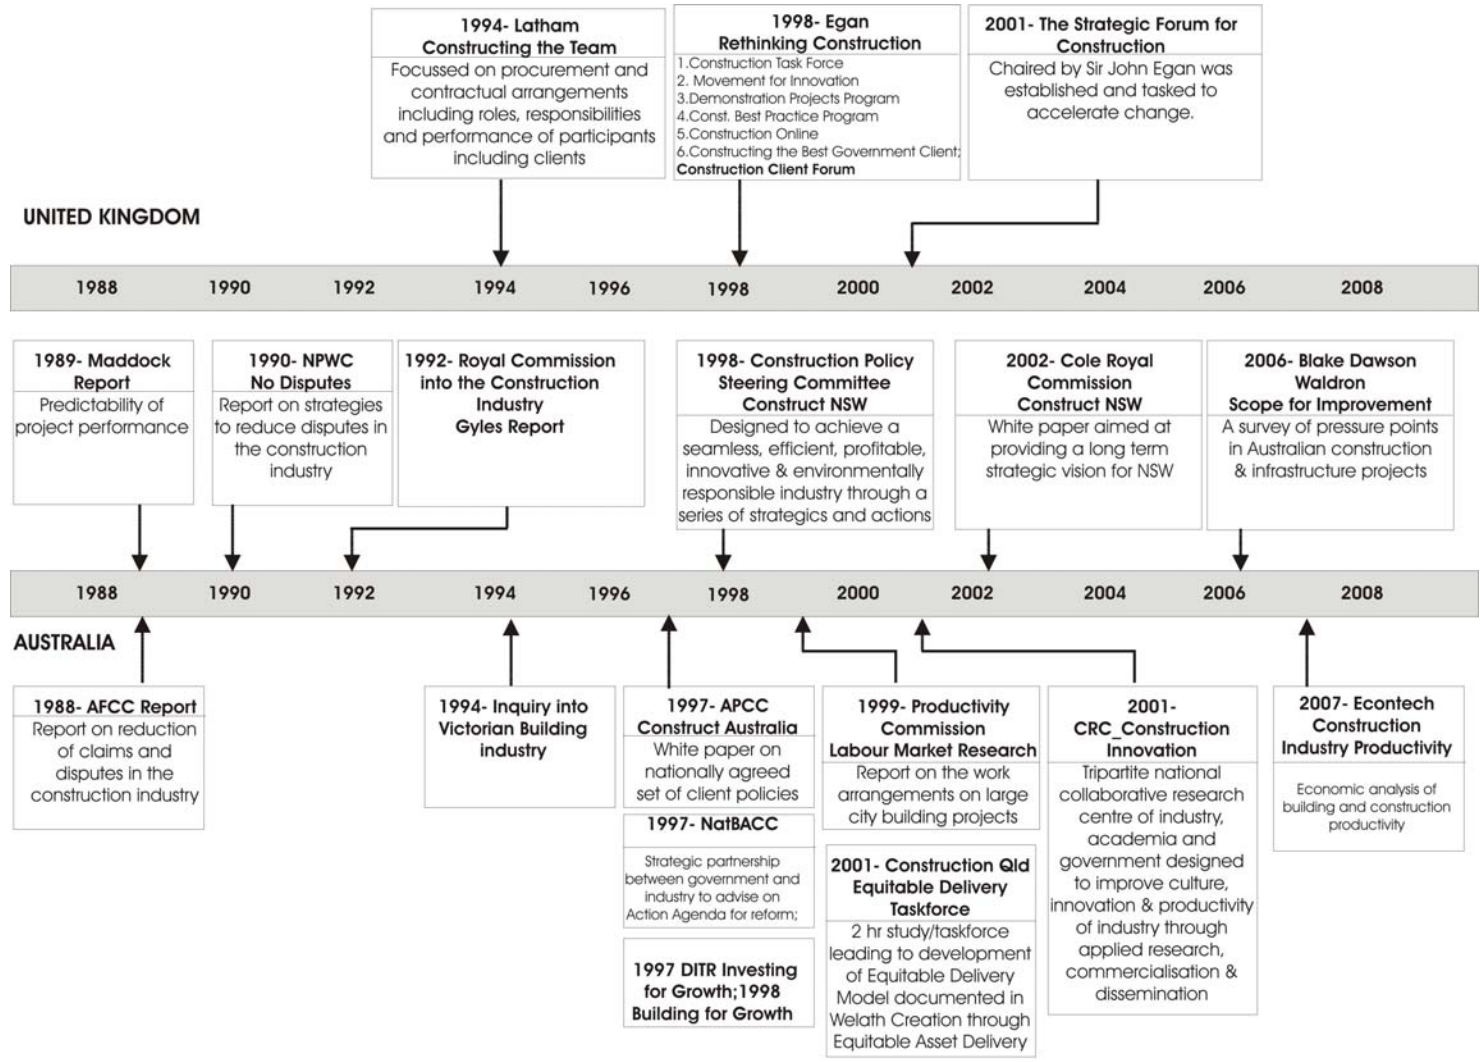 1994- Latham
Constructing the Team
Focussed on procurement and
contractual arrangements
including roles, responsibilities
and performance of participants
including clients
1998- Egan
Rethinking Construction
1.Construction Task Force
2. Movement for Innovation
3.Demonstration Projects Program
4.Const. Best Practice Program
5.Construction Online
6.Constructing the Best Government Client;
Construction Client Forum
2001- The Strategic Forum for
Construction
Chaired by Sir John Egan was
established and tasked to
accelerate change.
UNITED KINGDOM
1988 1990 1992 1994 1996 1998 2000 2002 2004 2006 2008
1989- Maddock
Report
Predictability of
project performance
1990- NPWC
No Disputes
Report on strategies
to reduce disputes in
the construction
industry
1992- Royal Commission
into the Construction
Industry
Gyles Report
1998- Construction Policy
Steering Committee
Construct NSW
Designed to achieve a
seamless, efficient, profitable,
innovative & environmentally
responsible industry through a
series of strategics and actions
2002- Cole Royal
Commission
Construct NSW
White paper aimed at
providing a long term
strategic vision for NSW
2006- Blake Dawson
Waldron
Scope for Improvement
A survey of pressure points
in Australian construction
& infrastructure projects
1988 1990 1992 1994 1996 1998 2000 2002 2004 2006 2008
AUSTRALIA
1988- AFCC Report
Report on reduction
of claims and
disputes in the
construction industry
1994- Inquiry into
Victorian Building
industry
1997- APCC
Construct Australia
White paper on
nationally agreed
set of client policies
1997- NatBACC
Strategic partnership
between government and
industry to advise on
Action Agenda for reform;
1997 DITR Investing
for Growth;1998
Building for Growth
1999- Productivity
Commission
Labour Market Research
Report on the work
arrangements on large
city building projects
2001- Construction Qld
Equitable Delivery
Taskforce
2 hr study/taskforce
leading to development
of Equitable Delivery
Model documented in
Welath Creation through
Equitable Asset Delivery
2001-
CRC_Construction
Innovation
Tripartite national
collaborative research
centre of industry,
academia and
government designed
to improve culture,
innovation & productivity
of industry through
applied research,
commercialisation &
dissemination
2007- Econtech
Construction
Industry Productivity
Economic analysis of
building and construction
productivity